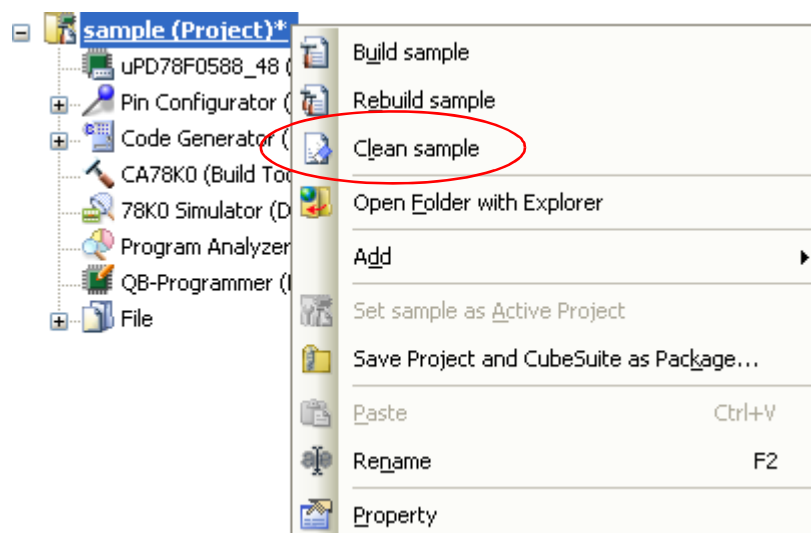 sample (Project)*
uPD78F0588_48 (
Pin Configurator (
Code Generator (
CA78K0 (Build Too
78K0 Simulator (D
Program Analyzer
QB-Programmer (
File
Build sample
Rebuild sample
Clean sample
Open Folder with Explorer
Add
Set sample as Active Project
Save Project and CubeSuite as Package...
Paste Ctrl+V
Rename F2
Property